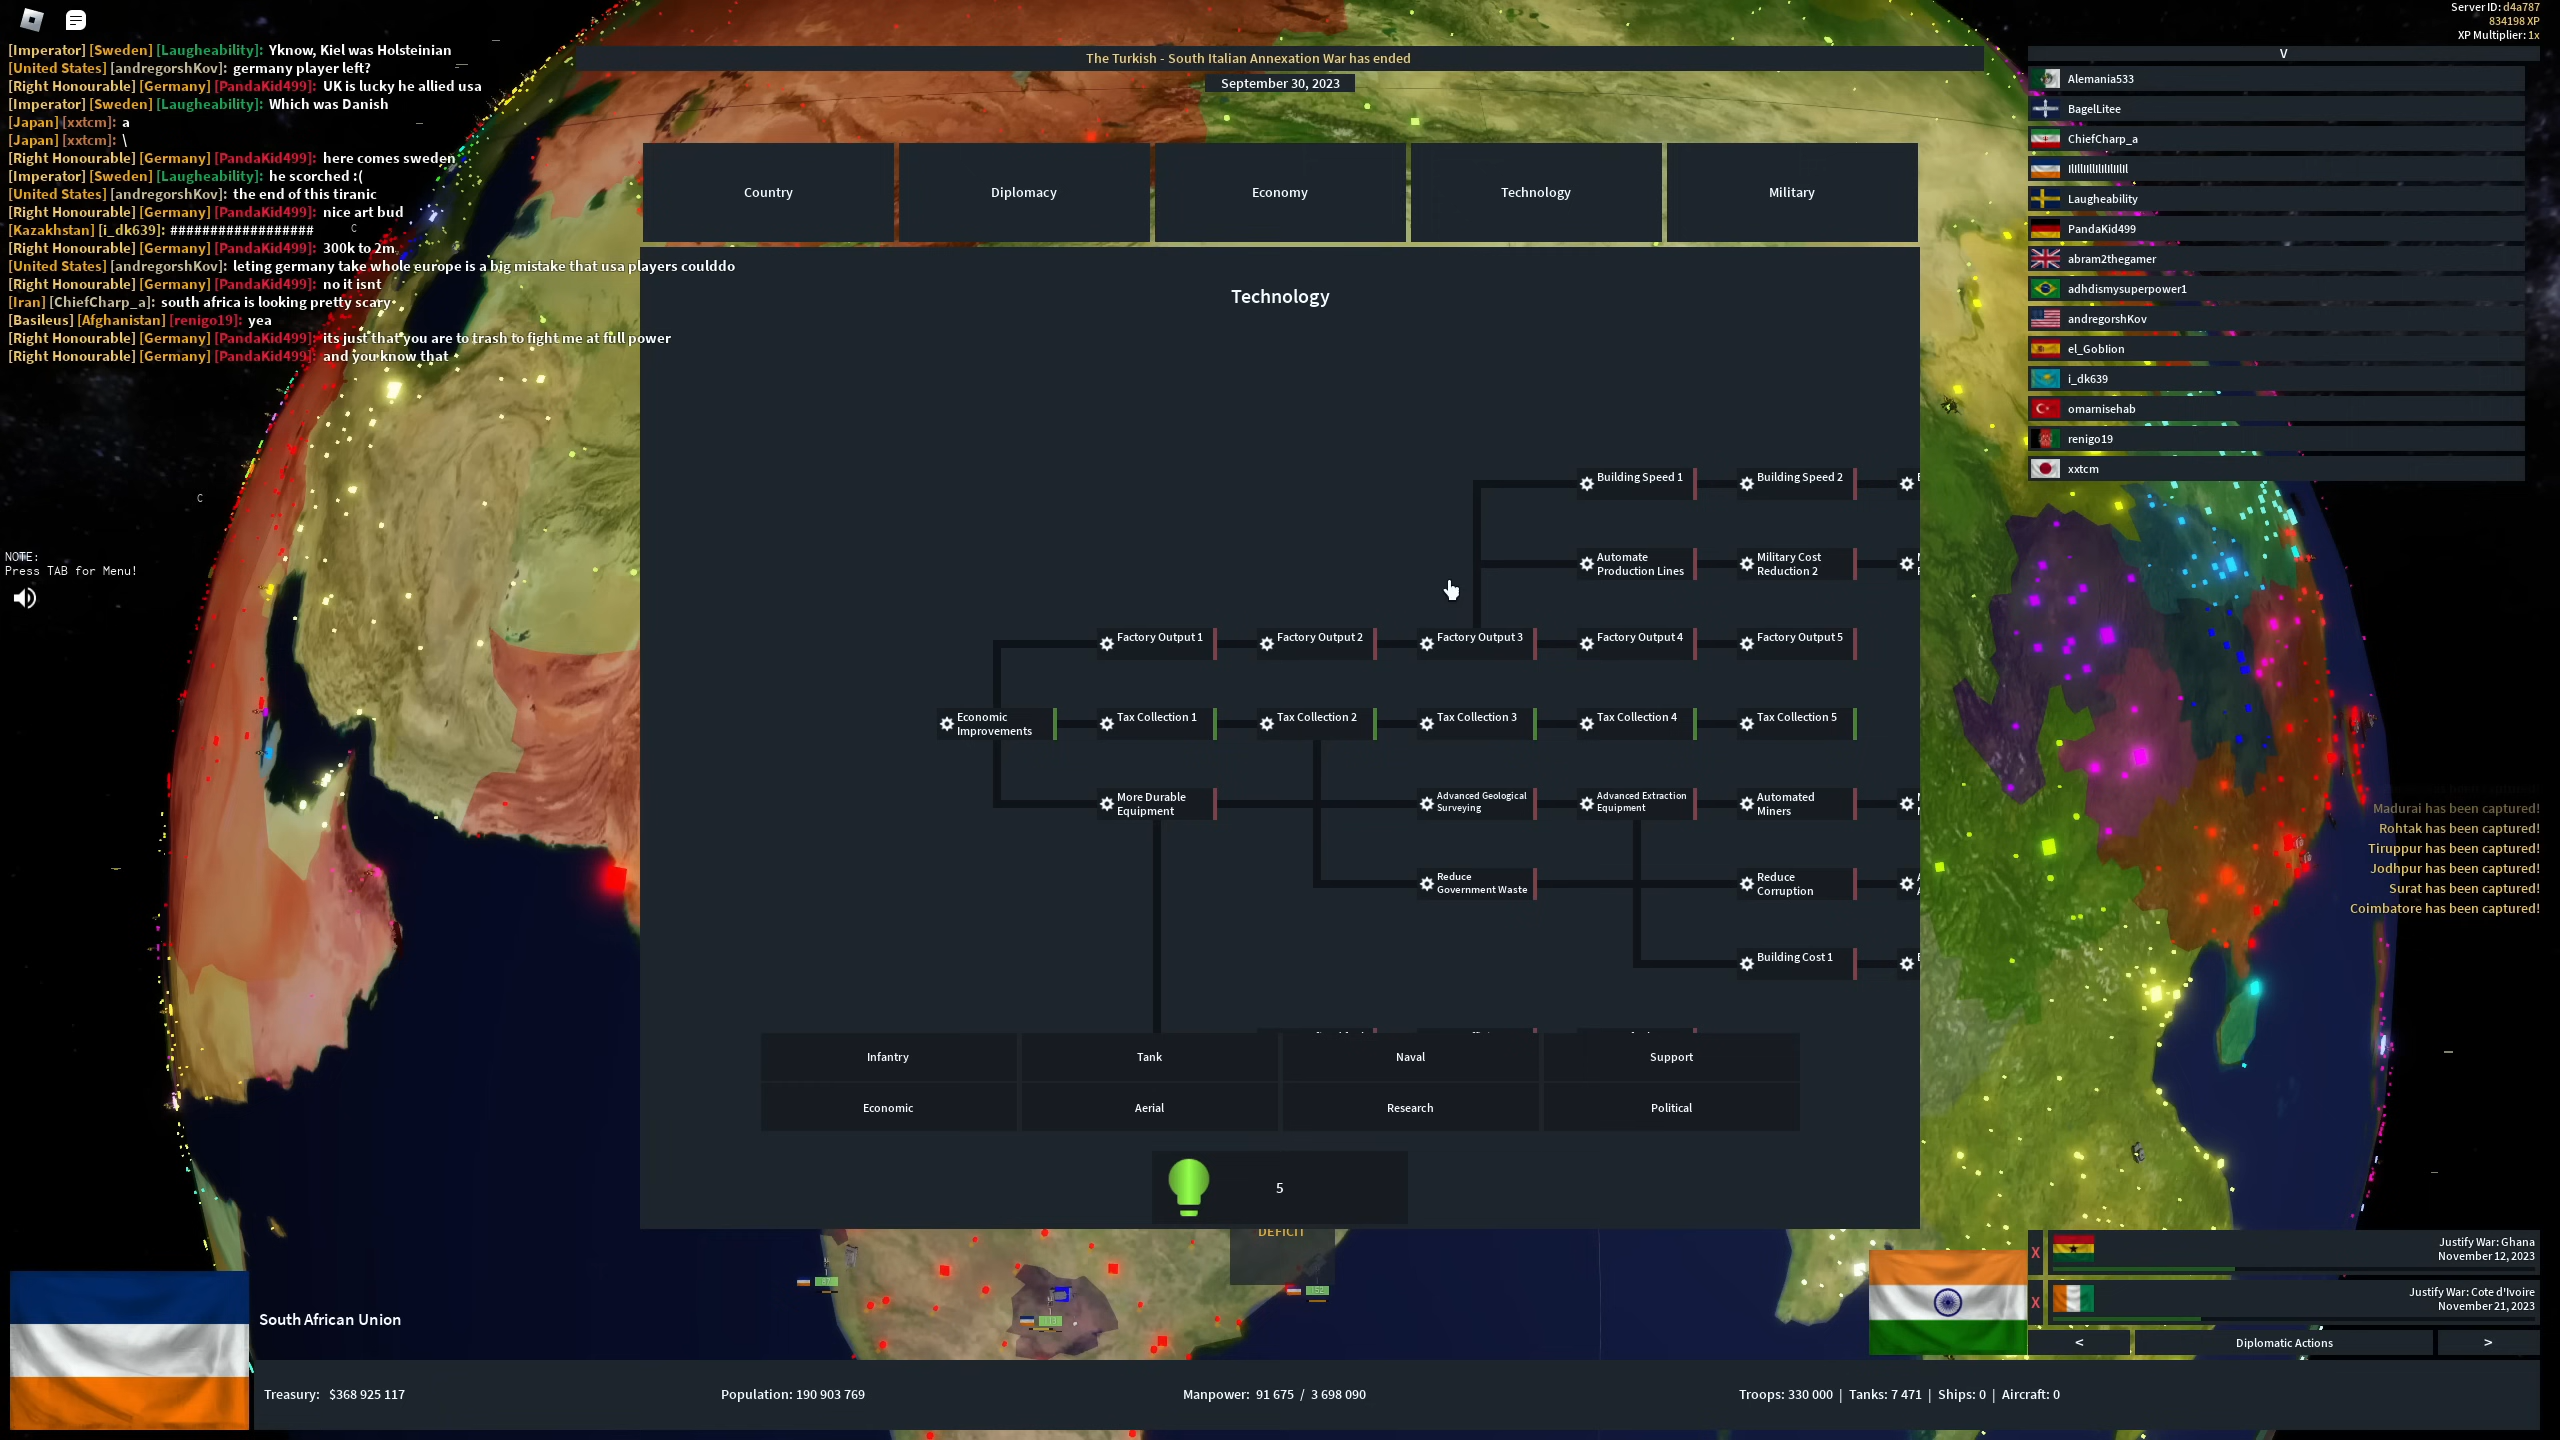 Server ID: d4a787
834198 XP
XP Multiplier: 1x
[Imperator] [Sweden] [Laugheability]: Yknow, Kiel was Holsteinian
[United States] [andregorshKov]: germany player left?
[Right Honourable] [Germany] [PandaKid499]: UK is lucky he allied usa
[Imperator] [Sweden] [Laugheability]: Which was Danish
[Japan] [xxtcm]: a
[Japan] [xxtcm]: \
[Right Honourable] [Germany] [PandaKid499]: here comes sweden
[Imperator] [Sweden] [Laugheability]: he scorched :(
[United States] [andregorshKov]: the end of this tiranic
[Right Honourable] [Germany] [PandaKid499]: nice art bud
[Kazakhstan] [i_dk639]: ##################
[Right Honourable] [Germany] [PandaKid499]: 300k to 2m
[United States] [andregorshKov]: leting germany take whole europe is a big mistake that usa players coulddo
[Right Honourable] [Germany] [PandaKid499]: no it isnt
[Iran] [ChiefCharp_a]: south africa is looking pretty scary
[Basileus] [Afghanistan] [renigo19]: yea
[Right Honourable] [Germany] [PandaKid499]: its just that you are to trash to fight me at full power
[Right Honourable] [Germany] [PandaKid499]: and you know that
NOTE:
Press TAB for Menu!
The Turkish - South Italian Annexation War has ended
September 30, 2023
Country
Diplomacy
Economy
Technology
Military
Technology
Building Speed 1
Building Speed 2
Automate
Production Lines
Military Cost
Reduction 2
Factory Output 1
Factory Output 2
Factory Output 3
Factory Output 4
Factory Output 5
Economic
Improvements
Tax Collection 1
Tax Collection 2
Tax Collection 3
Tax Collection 4
Tax Collection 5
More Durable
Equipment
Advanced Geological
Surveying
Advanced Extraction
Equipment
Automated
Miners
Reduce
Government Waste
Reduce
Corruption
Building Cost 1
Infantry
Tank
Naval
Support
Economic
Aerial
Research
Political
5
DEFICIT
V
Alemania533
BagelLitee
ChiefCharp_a
Laugheability
PandaKid499
abram2thegamer
adhdismysuperpower1
andregorshKov
el_Goblion
i_dk639
omarnisehab
renigo19
xxtcm
Madurai has been captured!
Rohtak has been captured!
Tiruppur has been captured!
Jodhpur has been captured!
Surat has been captured!
Coimbatore has been captured!
X
Justify War: Ghana
November 12, 2023
X
Justify War: Cote d'Ivoire
November 21, 2023
<
Diplomatic Actions
>
South African Union
Treasury: $368 925 117
Population: 190 903 769
Manpower: 91 675 / 3 698 090
Troops: 330 000 | Tanks: 7 471 | Ships: 0 | Aircraft: 0